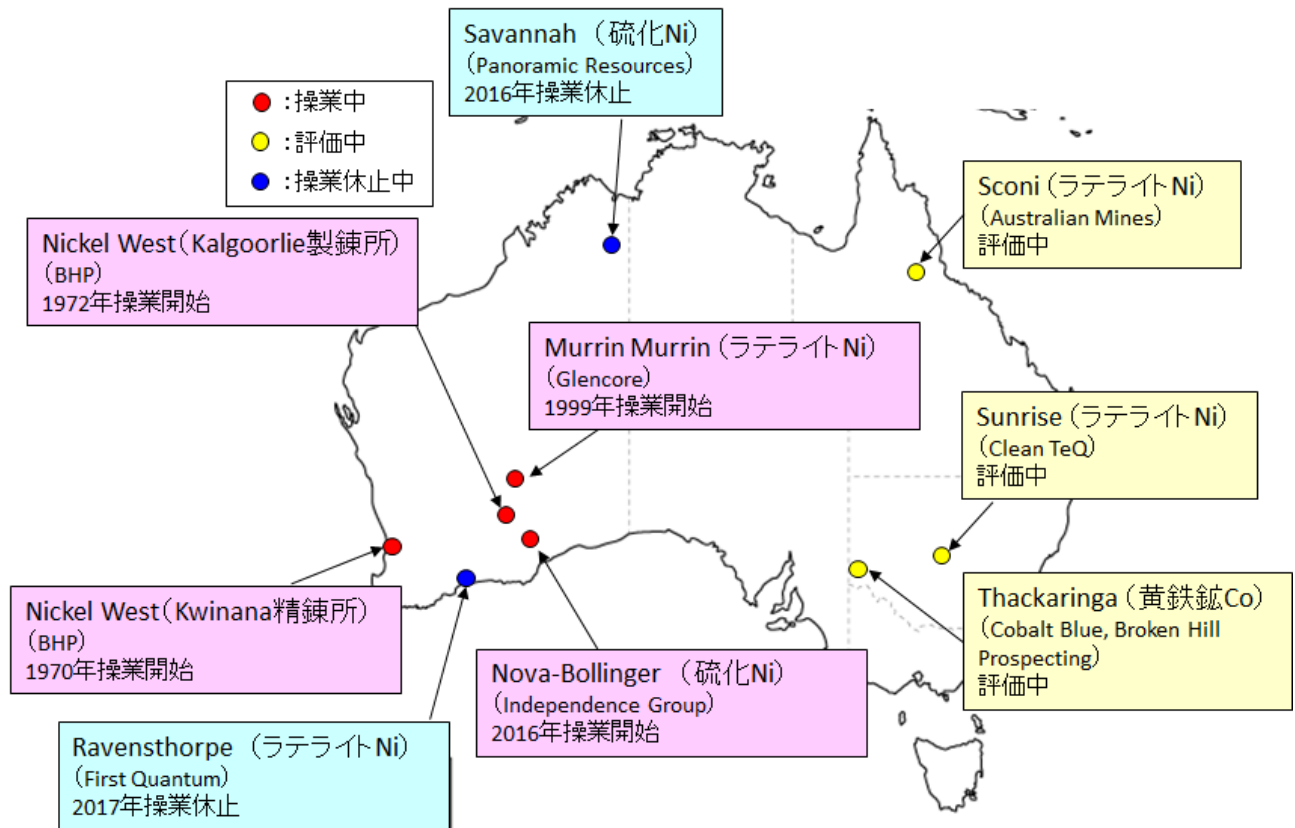 Savannah （硫化Ni）
（Panoramic Resources）
2016年操業休止
：操業中
：評価中
：操業休止中
Sconi（ラテライトNi）
（Australian Mines）
評価中
Nickel West（Kalgoorlie製錬所）
（BHP）
1972年操業開始
Murrin Murrin（ラテライトNi）
（Glencore）
1999年操業開始
Sunrise（ラテライトNi）
（Clean TeQ）
評価中
Nickel West（Kwinana精錬所）
（BHP）
1970年操業開始
Thackaringa（黄鉄鉱Co）
（Cobalt Blue, Broken Hill
Prospecting）
評価中
Nova-Bollinger （硫化Ni）
（Independence Group）
2016年操業開始
Ravensthorpe （ラテライトNi）
（First Quantum）
2017年操業休止